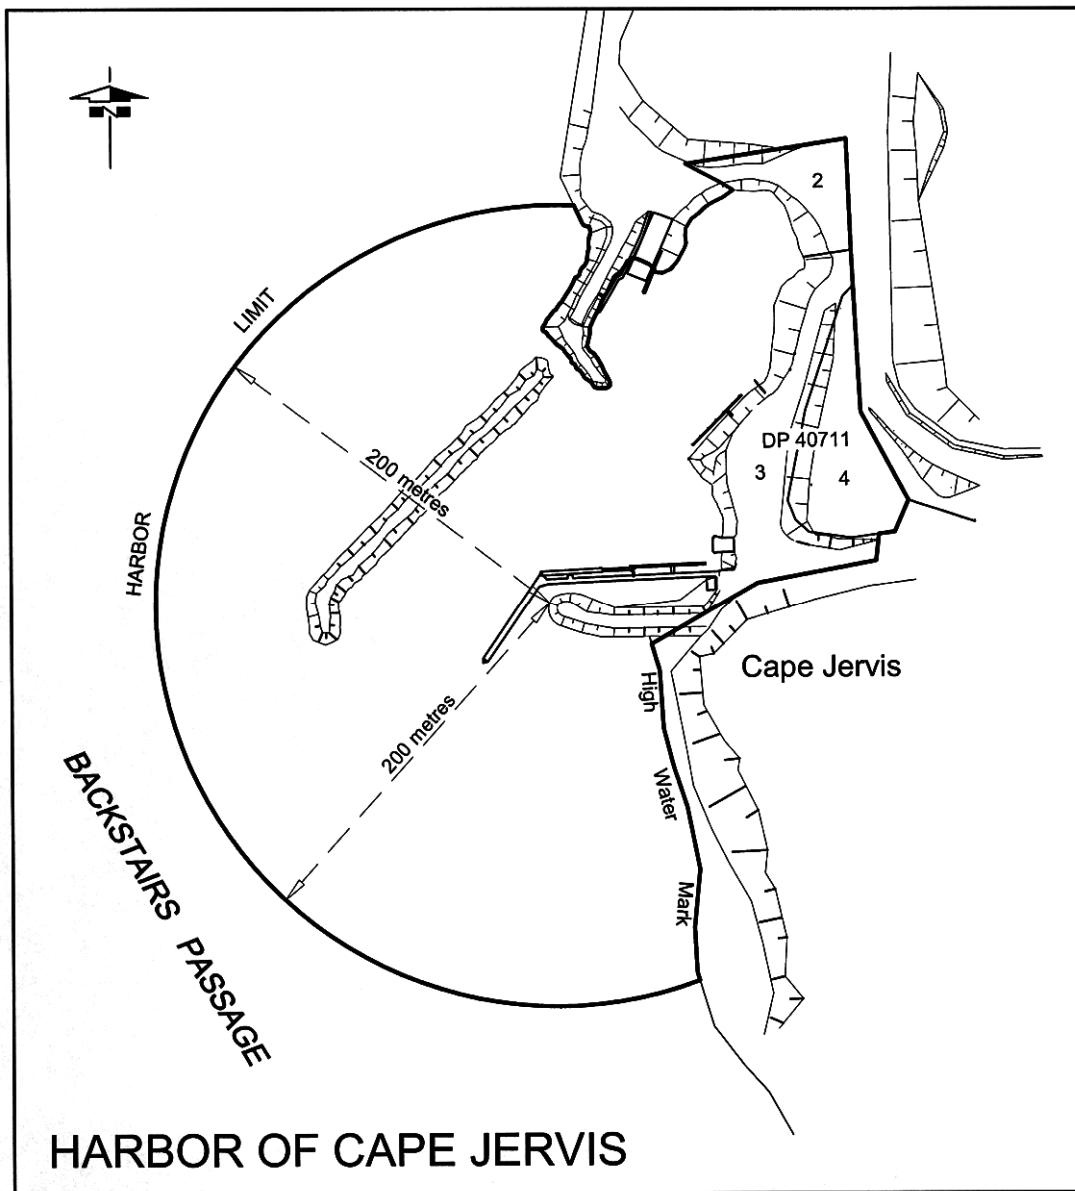 N
2
LIMIT
DP 40711
3
4
200 metres
HARBOR
Cape Jervis
High
200 metres
Water
Mark
BACKSTAIRS PASSAGE
HARBOR OF CAPE JERVIS